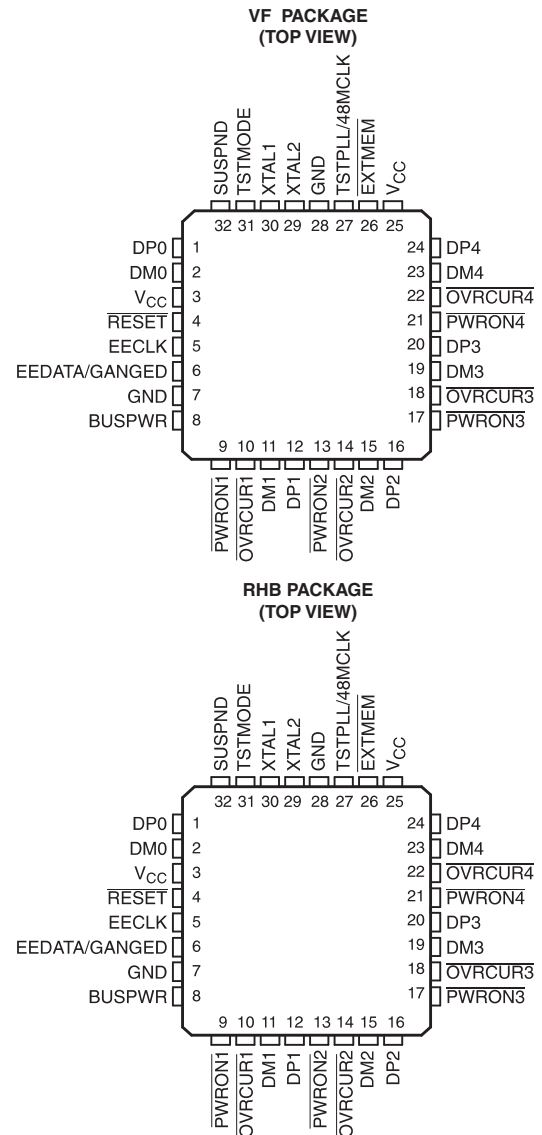 VF PACKAGE
(TOP VIEW)
SUSPND
TSTMODE
XTAL1
XTAL2
GND
TSTPLL/48MCLK
EXTMEM
VCC
32 31 30 29 28 27 26 25
DP0 1
DM0 2
VCC 3
RESET 4
EECLK 5
EEDATA/GANGED 6
GND 7
BUSPWR 8
24 DP4
23 DM4
22 OVRCUR4
21 PWRON4
20 DP3
19 DM3
18 OVRCUR3
17 PWRON3
9 10 11 12 13 14 15 16
PWRON1
OVRCUR1
DM1
DP1
PWRON2
OVRCUR2
DM2
DP2
RHB PACKAGE
(TOP VIEW)
SUSPND
TSTMODE
XTAL1
XTAL2
GND
TSTPLL/48MCLK
EXTMEM
VCC
32 31 30 29 28 27 26 25
DP0 1
DM0 2
VCC 3
RESET 4
EECLK 5
EEDATA/GANGED 6
GND 7
BUSPWR 8
24 DP4
23 DM4
22 OVRCUR4
21 PWRON4
20 DP3
19 DM3
18 OVRCUR3
17 PWRON3
9 10 11 12 13 14 15 16
PWRON1
OVRCUR1
DM1
DP1
PWRON2
OVRCUR2
DM2
DP2